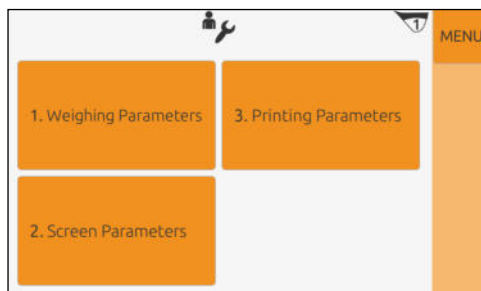 1
MENU
1. Weighing Parameters
3. Printing Parameters
2. Screen Parameters